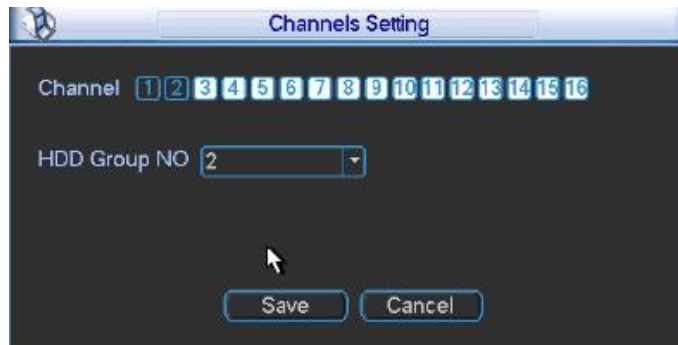 Channels Setting
Channel 1 2 3 4 5 6 7 8 9 10 11 12 13 14 15 16
HDD Group NO 2
Save Cancel